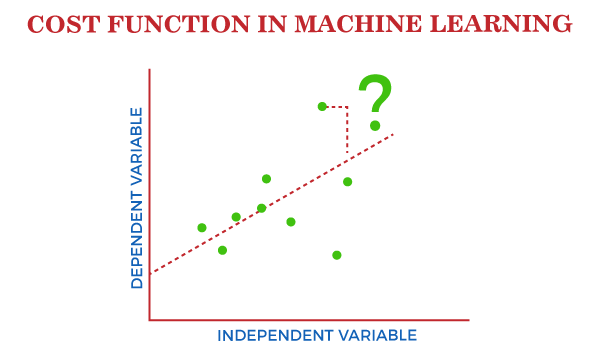 COST FUNCTION IN MACHINE LEARNING
?
DEPENDENT VARIABLE
INDEPENDENT VARIABLE